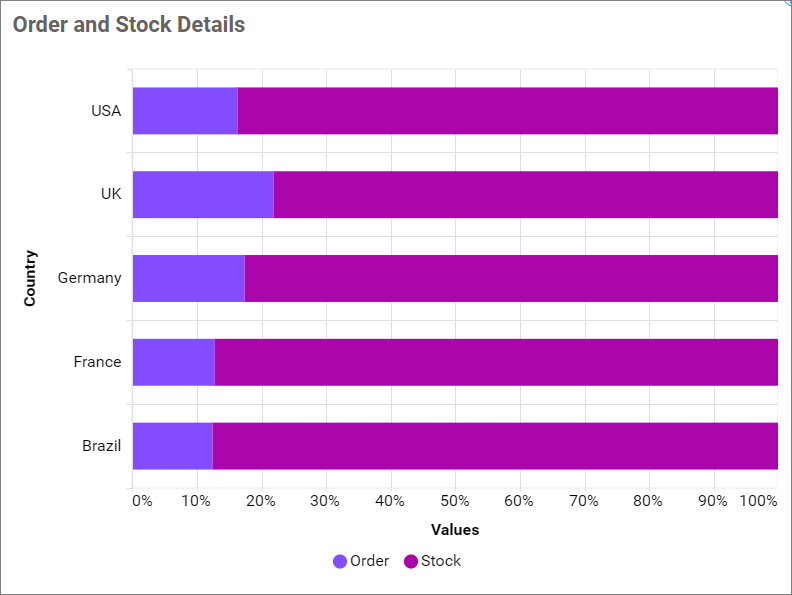 Order and Stock Details
USA
UK
Germany
France
Brazil
Country
0% 10% 20% 30% 40% 50% 60% 70% 80% 90% 100%
Values
Order Stock